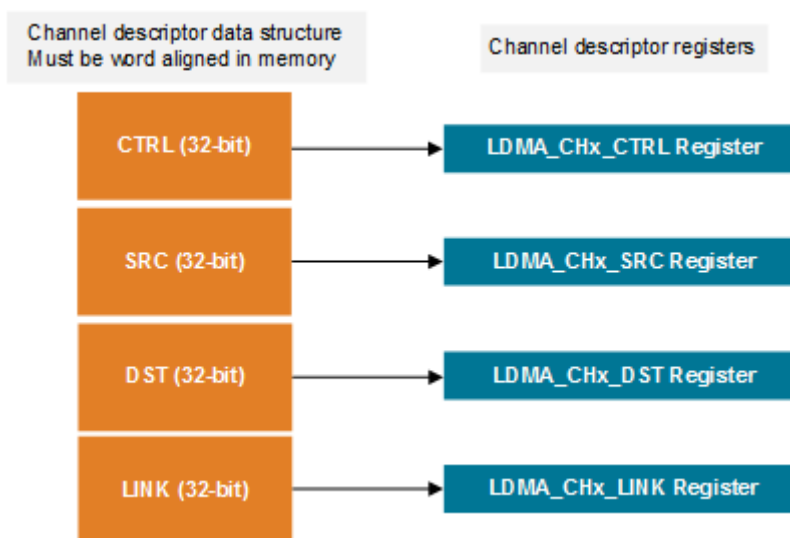 Channel descriptor data structure
Must be word aligned in memory
Channel descriptor registers
CTRL (32-bit)
LDMA_CHx_CTRL Register
SRC (32-bit)
LDMA_CHx_SRC Register
DST (32-bit)
LDMA_CHx_DST Register
LINK (32-bit)
LDMA_CHx_LINK Register